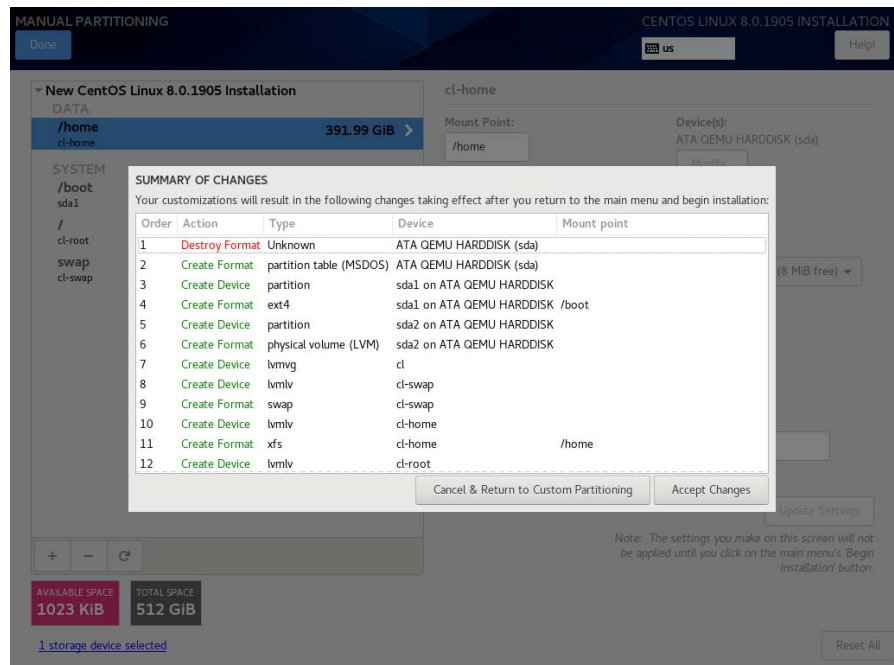 MANUAL PARTITIONING
CENTOS LINUX 8.0.1905 INSTALLATION
Done
us
Help!
New CentOS Linux 8.0.1905 Installation
DATA
/home
391.99 GiB
cl-home
SYSTEM
/boot
sda1
/
cl-root
swap
cl-swap
cl-home
Mount Point:
/home
Device(s):
ATA QEMU HARDDISK (sda)
Modify...
(8 MiB free)
SUMMARY OF CHANGES
Your customizations will result in the following changes taking effect after you return to the main menu and begin installation:
Order Action Type Device Mount point
1 Destroy Format Unknown ATA QEMU HARDDISK (sda)
2 Create Format partition table (MSDOS) ATA QEMU HARDDISK (sda)
3 Create Device partition sda1 on ATA QEMU HARDDISK
4 Create Format ext4 sda1 on ATA QEMU HARDDISK /boot
5 Create Device partition sda2 on ATA QEMU HARDDISK
6 Create Format physical volume (LVM) sda2 on ATA QEMU HARDDISK
7 Create Device lvmvg cl
8 Create Device lvmlv cl-swap
9 Create Format swap cl-swap
10 Create Device lvmlv cl-home
11 Create Format xfs cl-home /home
12 Create Device lvmlv cl-root
Cancel & Return to Custom Partitioning
Accept Changes
Update Settings
Note: The settings you make on this screen will not
be applied until you click on the main menu's 'Begin
Installation' button.
AVAILABLE SPACE
1023 KiB
TOTAL SPACE
512 GiB
1 storage device selected
Reset All